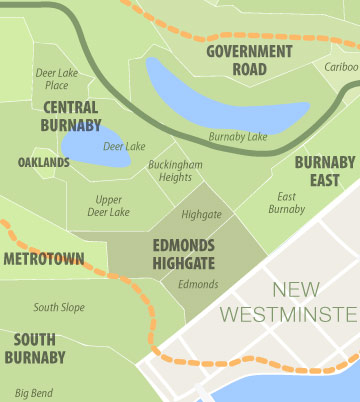 GOVERNMENT
ROAD
Cariboo
Deer Lake
Place
CENTRAL
BURNABY
Burnaby Lake
Deer Lake
OAKLANDS
Buckingham
Heights
BURNABY
EAST
Upper
Deer Lake
East
Burnaby
Highgate
EDMONDS
HIGHGATE
METROTOWN
Edmonds
NEW
WESTMINSTE
South Slope
SOUTH
BURNABY
Big Bend